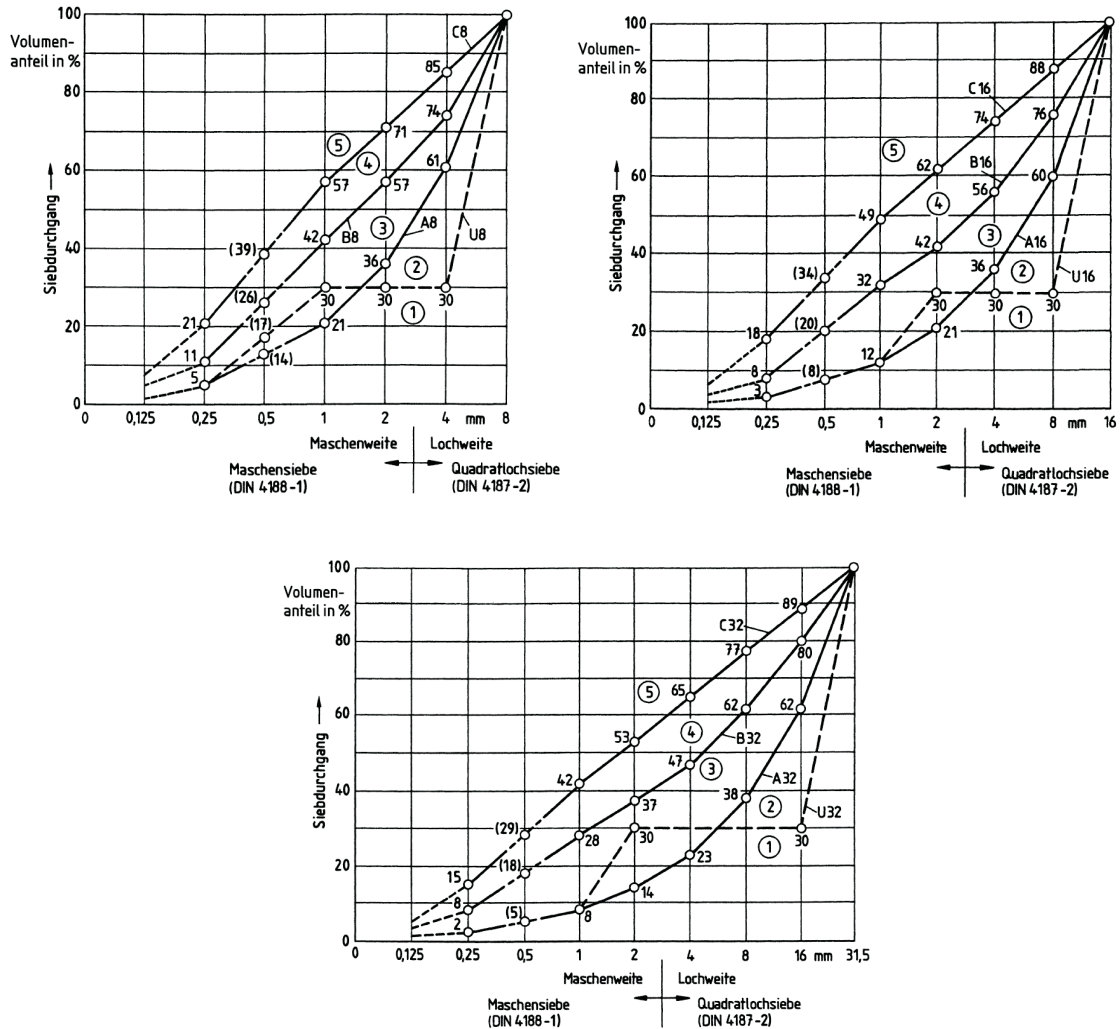 100
Volumen-
anteil in %
80
60
40
20
0
Siebdurchgang
C8
85
74
71
61
57
57
⑤
④
③
②
①
(39)
42
B8
A8
U8
36
(26)
30 30 30
(17)
21
21
(14)
11
5
0 0,125 0,25 0,5 1 2 4 mm 8
Maschenweite Lochweite
Maschensiebe
(DIN 4188-1)
Quadratlochsiebe
(DIN 4187-2)
100
Volumen-
anteil in %
80
60
40
20
0
Siebdurchgang
88
C16
74
76
⑤
62
B16
60
56
④
49
③
A16
42
(34)
32
36
②
U16
30 30 30
①
(20)
21
18
12
8
(8)
3
0 0,125 0,25 0,5 1 2 4 8 mm 16
Maschenweite Lochweite
Maschensiebe
(DIN 4188-1)
Quadratlochsiebe
(DIN 4187-2)
100
Volumen-
anteil in %
80
60
40
20
0
Siebdurchgang
89
C32
77
80
⑤
65
62
62
④
B32
53
47
③
42
A32
37
38
②
U32
(29)
28
30
①
30
23
(18)
15
14
8
(5)
8
2
0 0,125 0,25 0,5 1 2 4 8 16 mm 31,5
Maschenweite Lochweite
Maschensiebe
(DIN 4188-1)
Quadratlochsiebe
(DIN 4187-2)